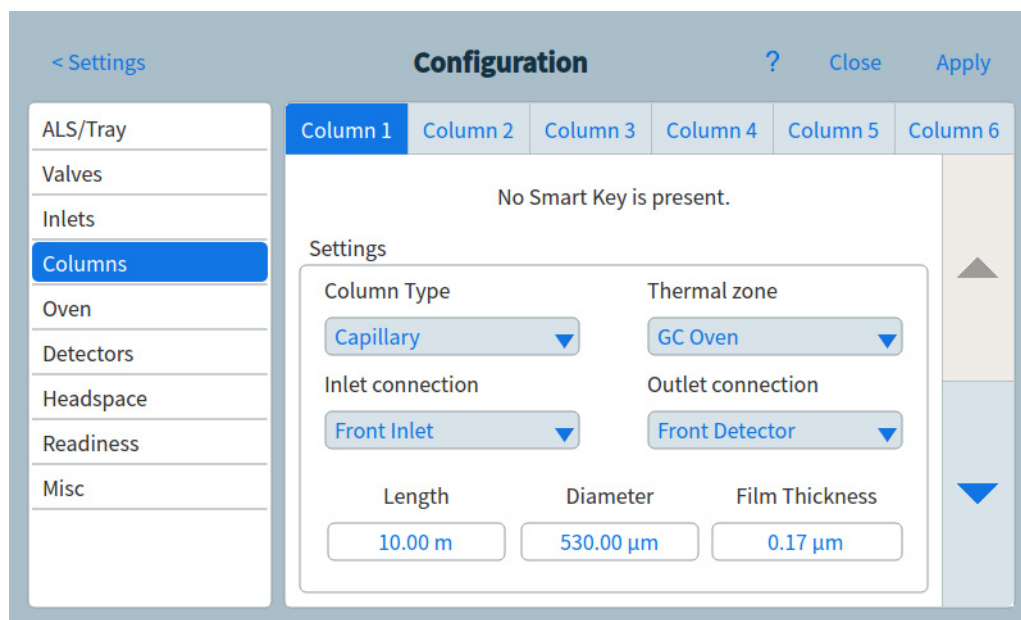 < Settings
Configuration
?
Close
Apply
ALS/Tray
Valves
Inlets
Columns
Oven
Detectors
Headspace
Readiness
Misc
Column 1
Column 2
Column 3
Column 4
Column 5
Column 6
No Smart Key is present.
Settings
Column Type
Thermal zone
Capillary
GC Oven
Inlet connection
Outlet connection
Front Inlet
Front Detector
Length
Diameter
Film Thickness
10.00 m
530.00 µm
0.17 µm